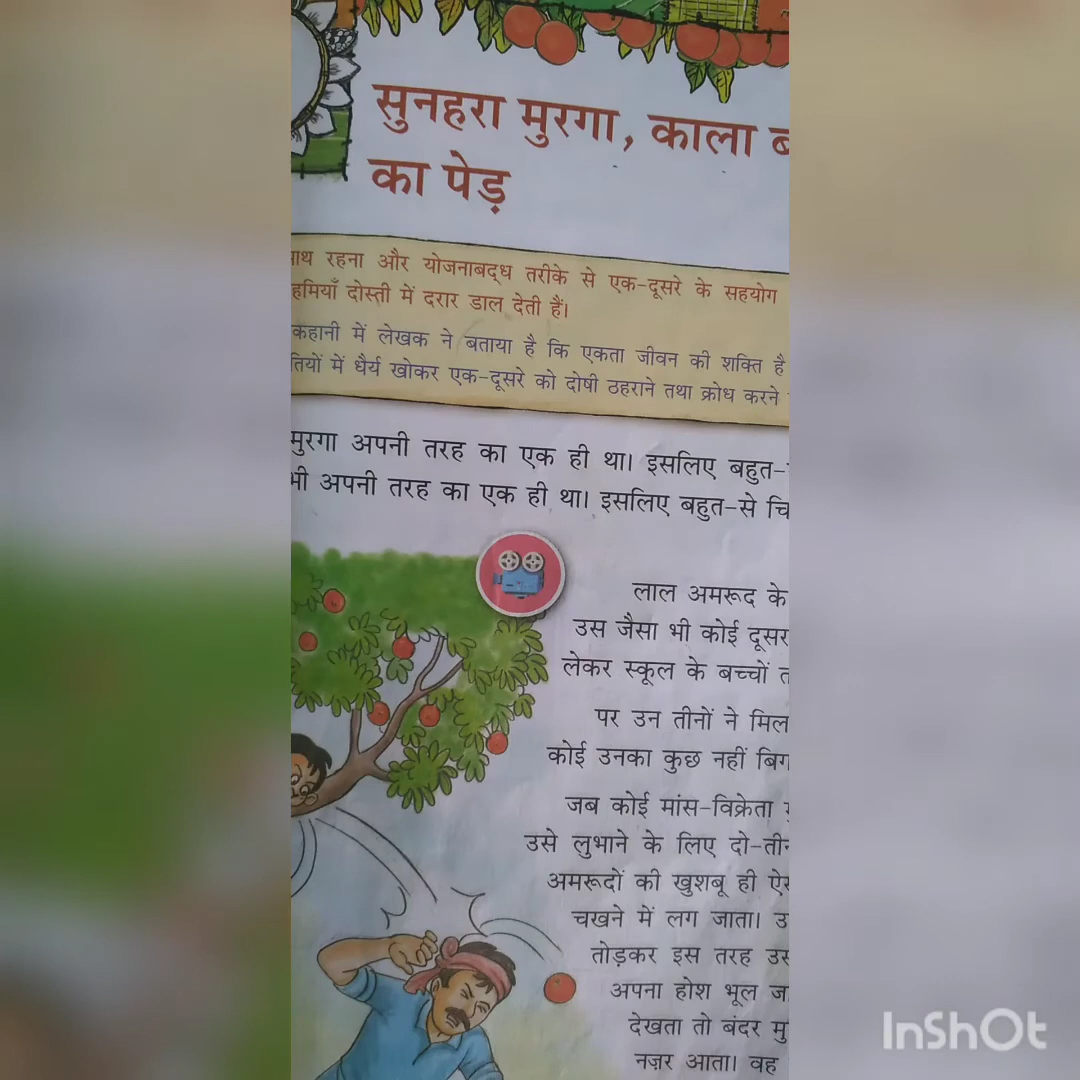 सुनहरा मुरगा, काला
का पेड़
रहना और योजनाबद्ध तरीके से एक-दूसरे के सहयोग
दोस्ती में दरार डाल देती हैं।
कहानी में लेखक ने बताया है कि एकता जीवन की शक्ति है
में धैर्य खोकर एक-दूसरे को दोषी ठहराने तथा क्रोध करने
मुरगा अपनी तरह का एक ही था। इसलिए बहुत-
भी अपनी तरह का एक ही था। इसलिए बहुत-से चि
लाल अमरूद के
उस जैसा भी कोई दूसर
लेकर स्कूल के बच्चों त
पर उन तीनों ने मिल
कोई उनका कुछ नहीं बिग
जब कोई मांस-विक्रेता
उसे लुभाने के लिए दो-ती
अमरूदों की खुशबू ही ऐ
चखने में लग जाता। उ
तोड़कर इस तरह उस
अपना होश भूल ज
देखता तो बंदर मु
नज़र आता। वह
InShOt